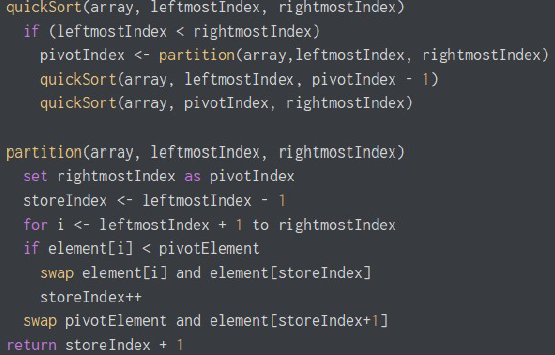 quickSort(array, leftmostIndex, rightmostIndex)
  if (leftmostIndex < rightmostIndex)
    pivotIndex <- partition(array,leftmostIndex, rightmostIndex)
    quickSort(array, leftmostIndex, pivotIndex - 1)
    quickSort(array, pivotIndex, rightmostIndex)

partition(array, leftmostIndex, rightmostIndex)
  set rightmostIndex as pivotIndex
  storeIndex <- leftmostIndex - 1
  for i <- leftmostIndex + 1 to rightmostIndex
  if element[i] < pivotElement
    swap element[i] and element[storeIndex]
    storeIndex++
  swap pivotElement and element[storeIndex+1]
return storeIndex + 1